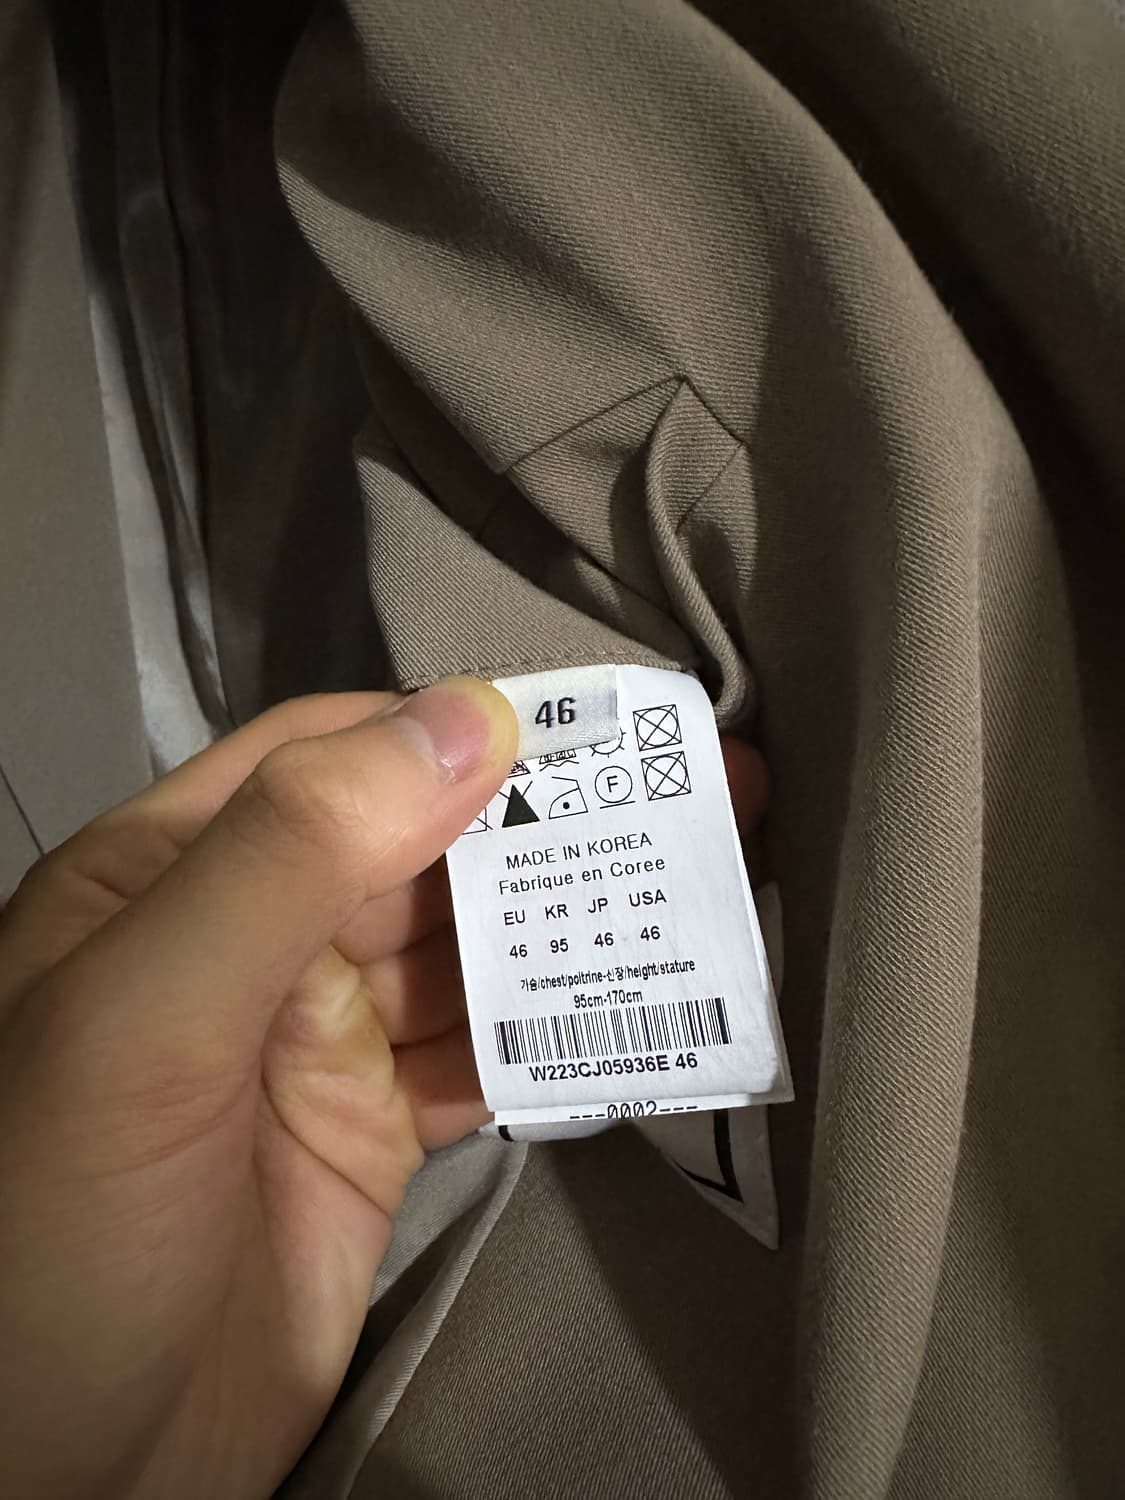 46
F
MADE IN KOREA
Fabrique en Coree
EU KR JP USA
46 95 46 46
가슴/chest/poitrine-신장/height/stature
95cm-170cm
W223CJ05936E 46
---0002---